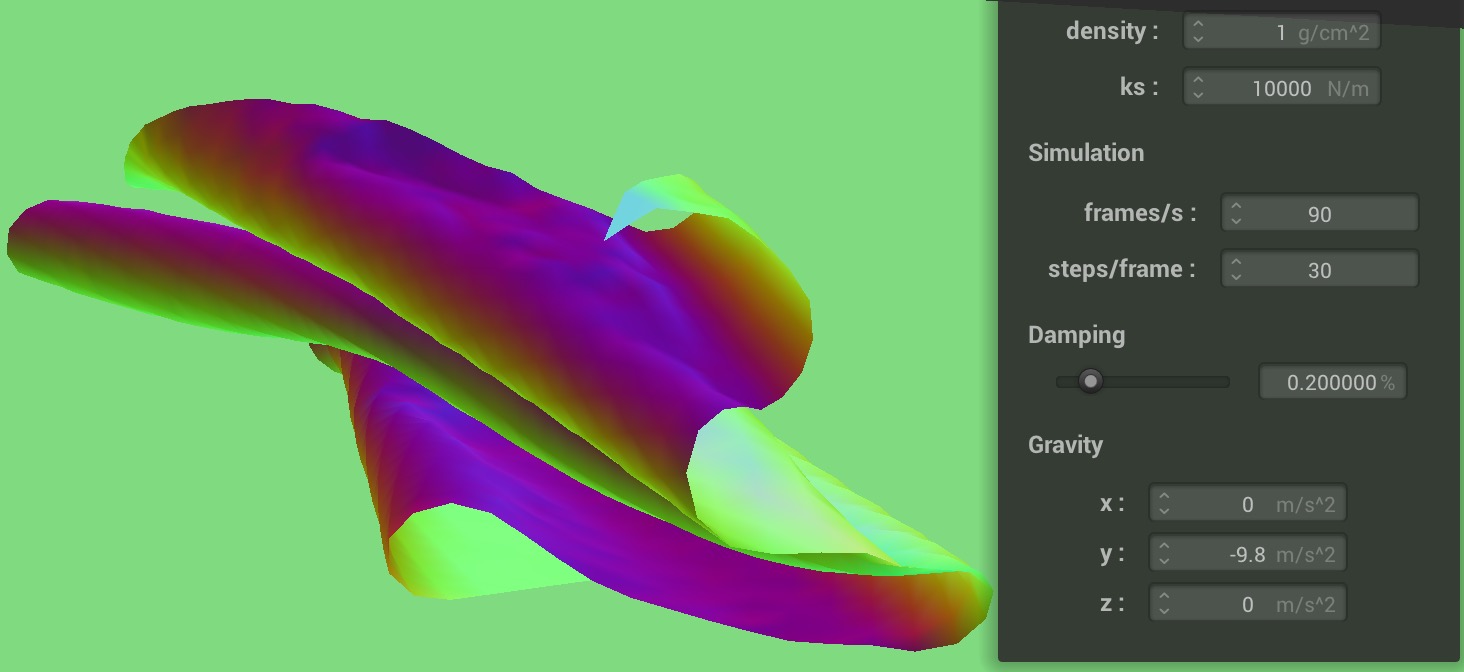 density : 1 g/cm^2
ks : 10000 N/m
Simulation
frames/s : 90
steps/frame : 30
Damping
0.200000 %
Gravity
x : 0 m/s^2
y : -9.8 m/s^2
z : 0 m/s^2